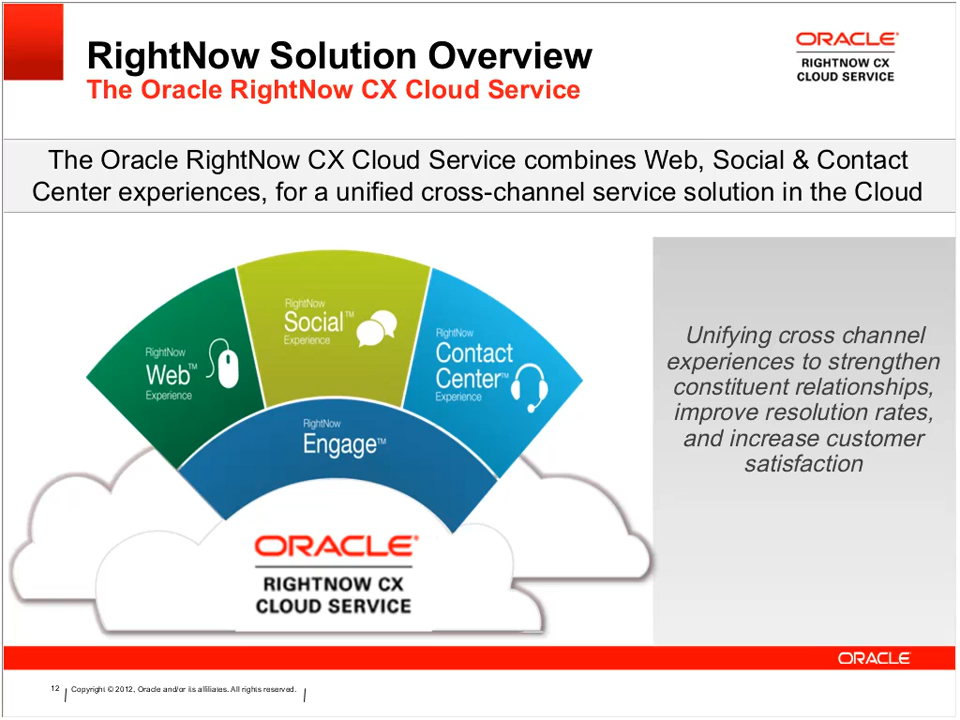 RightNow Solution Overview
The Oracle RightNow CX Cloud Service
ORACLE®
RIGHTNOW CX
CLOUD SERVICE
The Oracle RightNow CX Cloud Service combines Web, Social & Contact
Center experiences, for a unified cross-channel service solution in the Cloud
RightNow
Web™
Experience
RightNow
Social™
Experience
RightNow
Contact
Center™
Experience
RightNow
Engage™
ORACLE®
RIGHTNOW CX
CLOUD SERVICE
Unifying cross channel
experiences to strengthen
constituent relationships,
improve resolution rates,
and increase customer
satisfaction
ORACLE®
12 | Copyright © 2012, Oracle and/or its affiliates. All rights reserved. |